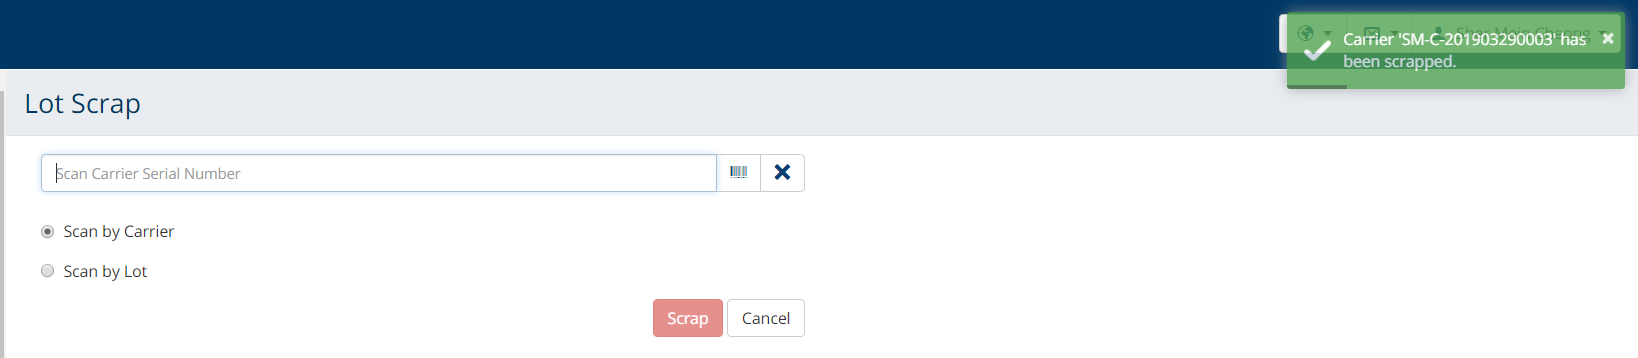 Carrier 'SM-C-201903290003' has
been scrapped.
Lot Scrap
Scan Carrier Serial Number
Scan by Carrier
Scan by Lot
Scrap
Cancel